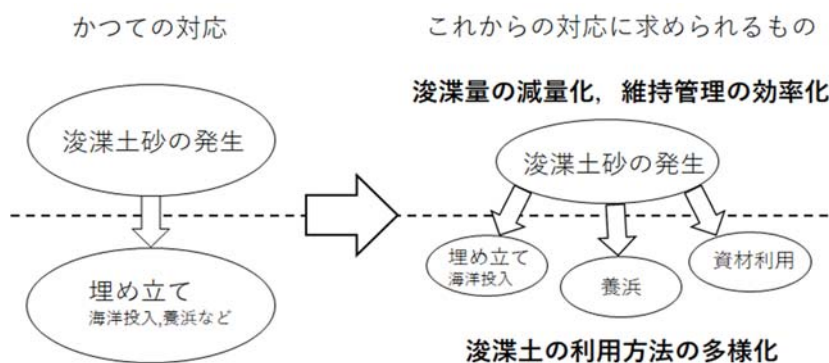 かつての対応
浚渫土砂の発生
埋め立て
海洋投入,養浜など
これからの対応に求められるもの
浚渫量の減量化，維持管理の効率化
浚渫土砂の発生
埋め立て
海洋投入
養浜
資材利用
浚渫土の利用方法の多様化